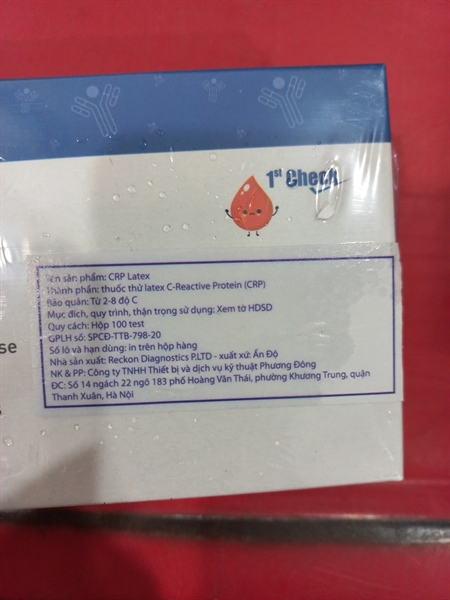 1st Check
Tên sản phẩm: CRP Latex
Thành phần: thuốc thử latex C-Reactive Protein (CRP)
Bảo quản: Từ 2-8 độ C
Mục đích, quy trình, thận trọng sử dụng: Xem tờ HDSD
Quy cách: Hộp 100 test
GPLH số: SPCĐ-TTB-798-20
Số lô và hạn dùng: in trên hộp hàng
Nhà sản xuất: Reckon Diagnostics P.LTD - xuất xứ: Ấn Độ
NK & PP: Công ty TNHH Thiết bị và dịch vụ kỹ thuật Phương Đông
ĐC: Số 14 ngách 22 ngõ 183 phố Hoàng Văn Thái, phường Khương Trung, quận
Thanh Xuân, Hà Nội
se